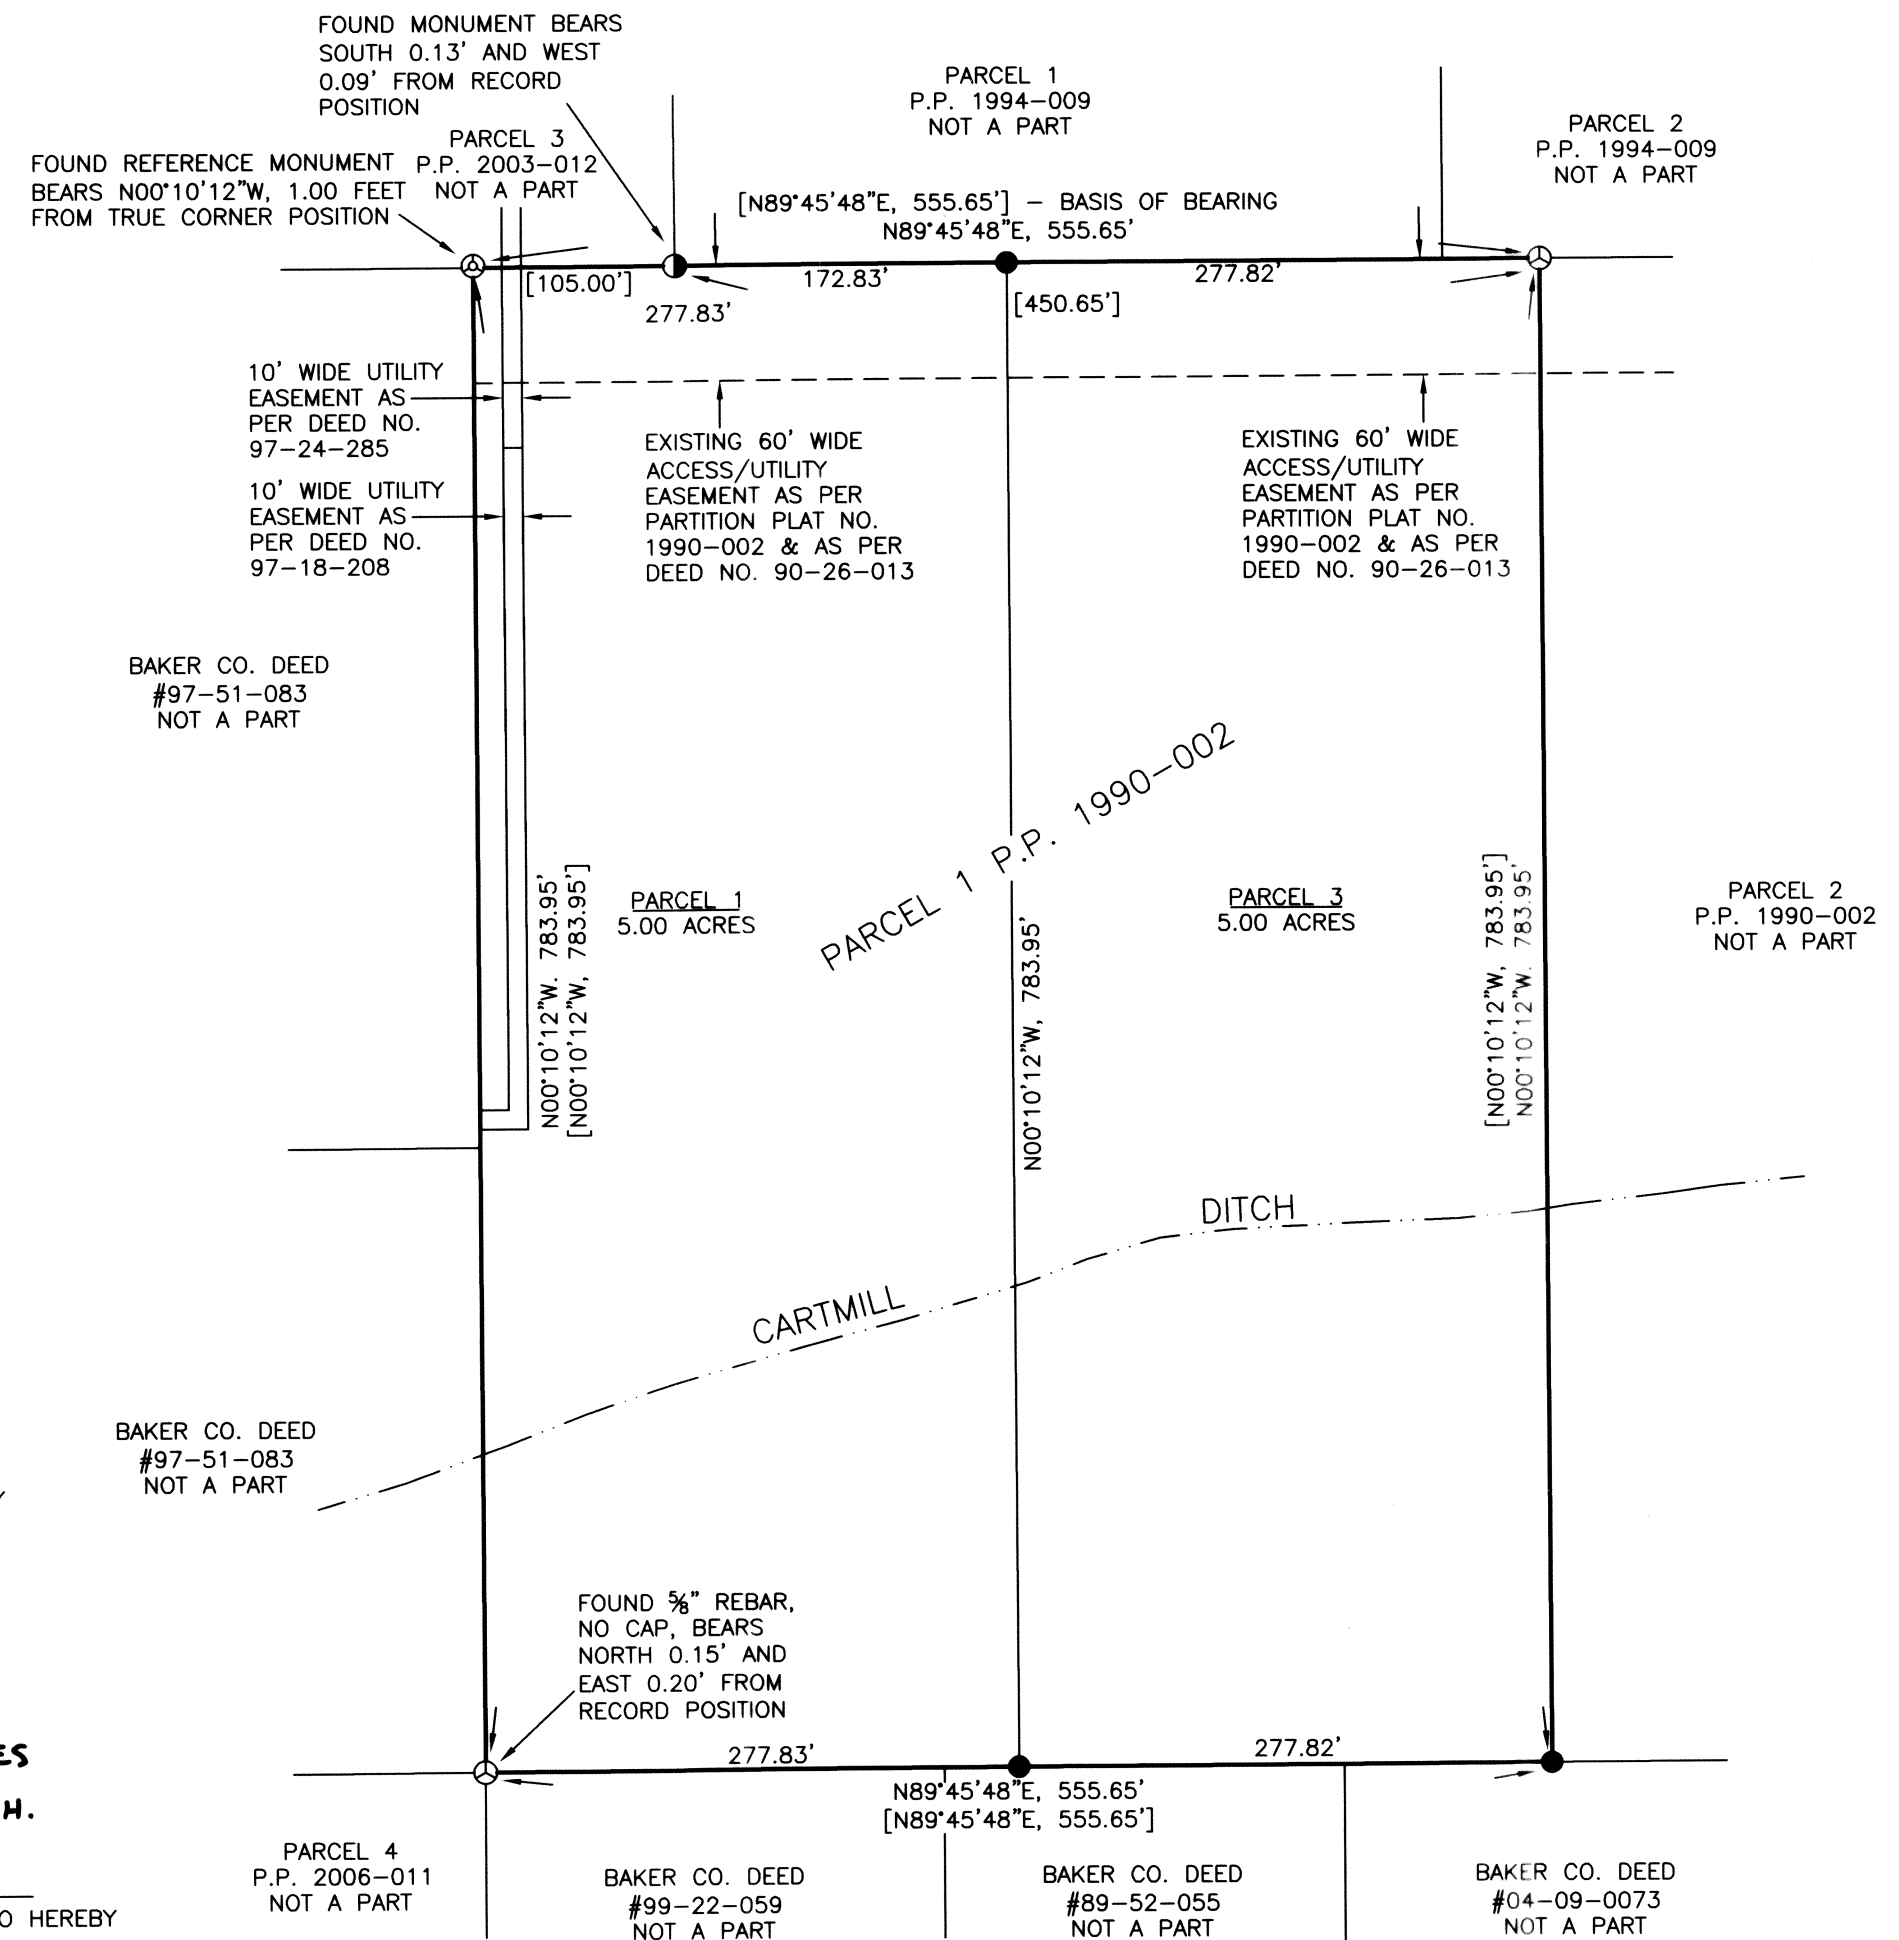 FOUND MONUMENT BEARS
SOUTH 0.13' AND WEST
0.09' FROM RECORD
POSITION
PARCEL 1
P.P. 1994-009
NOT A PART
PARCEL 2
P.P. 1994-009
NOT A PART
PARCEL 3
P.P. 2003-012
NOT A PART
FOUND REFERENCE MONUMENT
BEARS N00°10'12"W, 1.00 FEET
FROM TRUE CORNER POSITION
[N89°45'48"E, 555.65'] - BASIS OF BEARING
N89°45'48"E, 555.65'
[105.00']
172.83'
277.82'
277.83'
[450.65']
10' WIDE UTILITY
EASEMENT AS
PER DEED NO.
97-24-285
10' WIDE UTILITY
EASEMENT AS
PER DEED NO.
97-18-208
EXISTING 60' WIDE
ACCESS/UTILITY
EASEMENT AS PER
PARTITION PLAT NO.
1990-002 & AS PER
DEED NO. 90-26-013
EXISTING 60' WIDE
ACCESS/UTILITY
EASEMENT AS PER
PARTITION PLAT NO.
1990-002 & AS PER
DEED NO. 90-26-013
BAKER CO. DEED
#97-51-083
NOT A PART
PARCEL 1 P.P. 1990-002
N00°10'12"W. 783.95'
[N00°10'12"W, 783.95']
PARCEL 1
5.00 ACRES
N00°10'12"W, 783.95'
PARCEL 3
5.00 ACRES
[N00°10'12"W, 783.95']
N00°10'12"W. 783.95'
PARCEL 2
P.P. 1990-002
NOT A PART
CARTMILL DITCH
BAKER CO. DEED
#97-51-083
NOT A PART
FOUND 5/8" REBAR,
NO CAP, BEARS
NORTH 0.15' AND
EAST 0.20' FROM
RECORD POSITION
277.83'
277.82'
N89°45'48"E, 555.65'
[N89°45'48"E, 555.65']
ES
H.
PARCEL 4
P.P. 2006-011
NOT A PART
O HEREBY
BAKER CO. DEED
#99-22-059
NOT A PART
BAKER CO. DEED
#89-52-055
NOT A PART
BAKER CO. DEED
#04-09-0073
NOT A PART